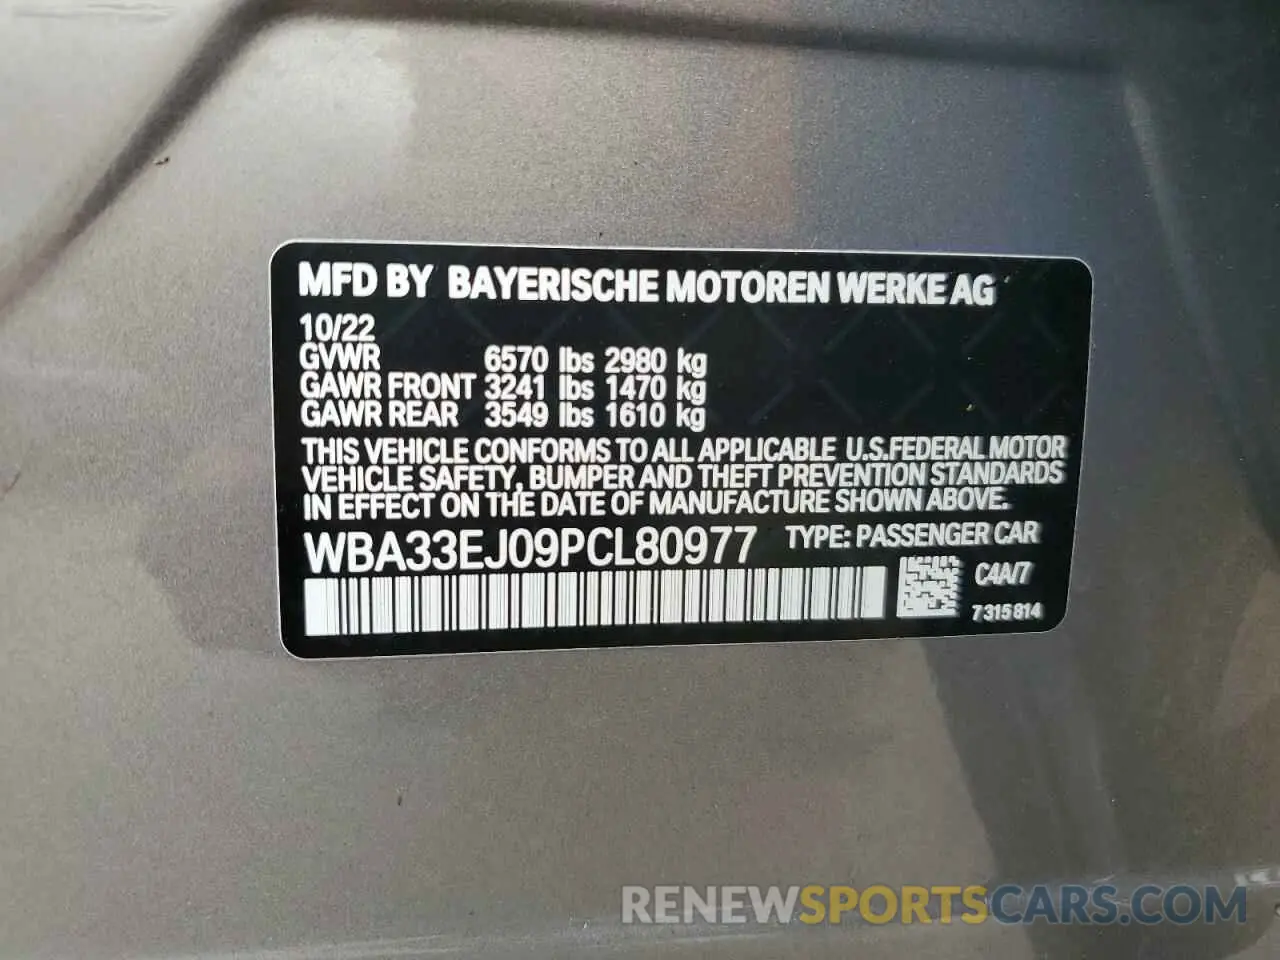 MFD BY BAYERISCHE MOTOREN WERKE AG
10/22
GVWR 6570 lbs 2980 kg
GAWR FRONT 3241 lbs 1470 kg
GAWR REAR 3549 lbs 1610 kg
THIS VEHICLE CONFORMS TO ALL APPLICABLE U.S.FEDERAL MOTOR
VEHICLE SAFETY, BUMPER AND THEFT PREVENTION STANDARDS
IN EFFECT ON THE DATE OF MANUFACTURE SHOWN ABOVE.
WBA33EJ09PCL80977 TYPE: PASSENGER CAR
C4A/7
7315814
RENEWSPORTSCARS.COM